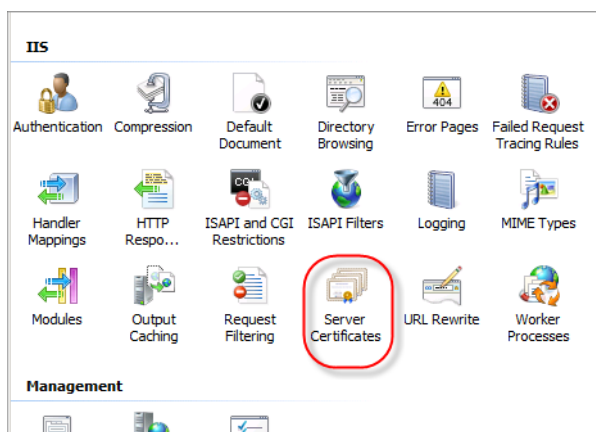 IIS
Authentication Compression Default Document Directory Browsing Error Pages Failed Request Tracing Rules
Handler Mappings HTTP Respo... ISAPI and CGI Restrictions ISAPI Filters Logging MIME Types
Modules Output Caching Request Filtering Server Certificates URL Rewrite Worker Processes
Management
404
CGI